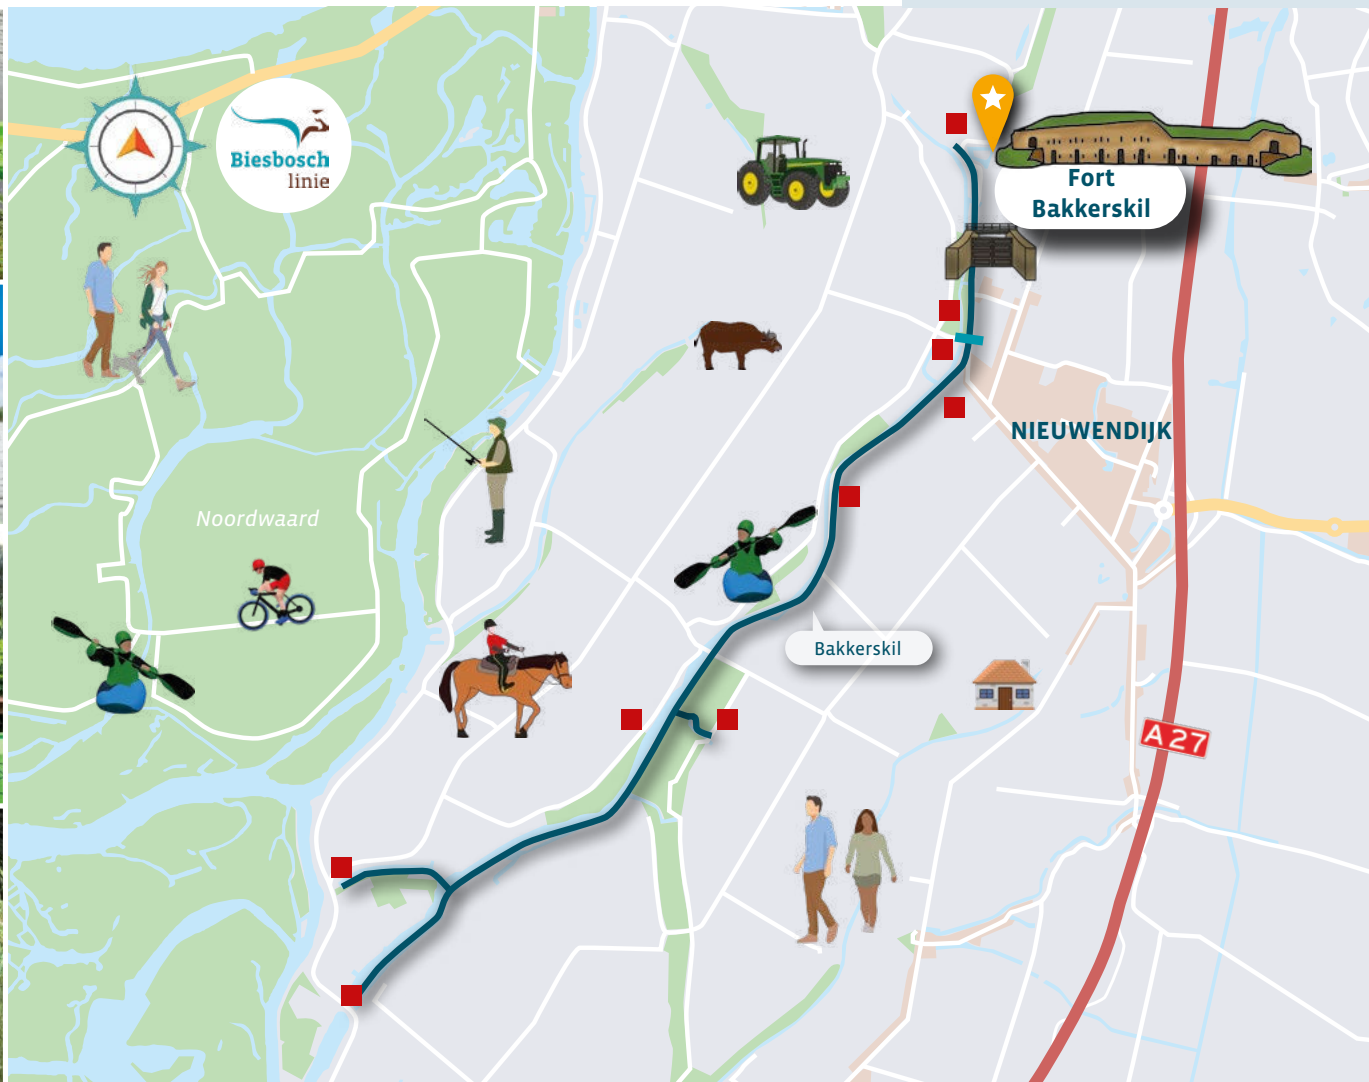 Biesbosch
linie
Fort
Bakkerskil
NIEUWENDIJK
Noordwaard
Bakkerskil
A27